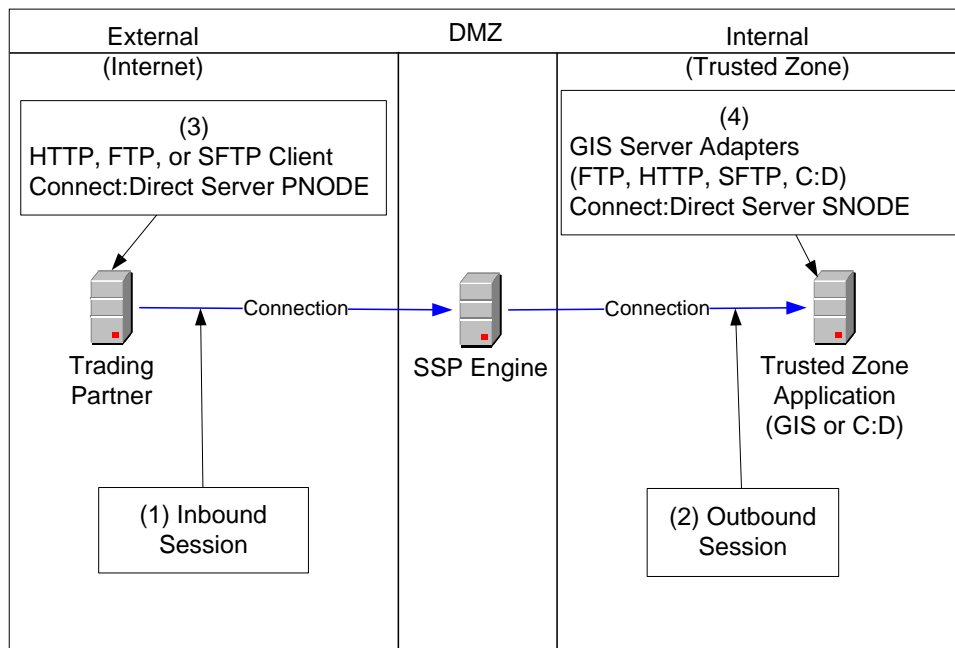 External
(Internet)
DMZ
Internal
(Trusted Zone)
(3)
HTTP, FTP, or SFTP Client
Connect:Direct Server PNODE
(4)
GIS Server Adapters
(FTP, HTTP, SFTP, C:D)
Connect:Direct Server SNODE
Connection
Connection
Trading
Partner
SSP Engine
Trusted Zone
Application
(GIS or C:D)
(1) Inbound
Session
(2) Outbound
Session